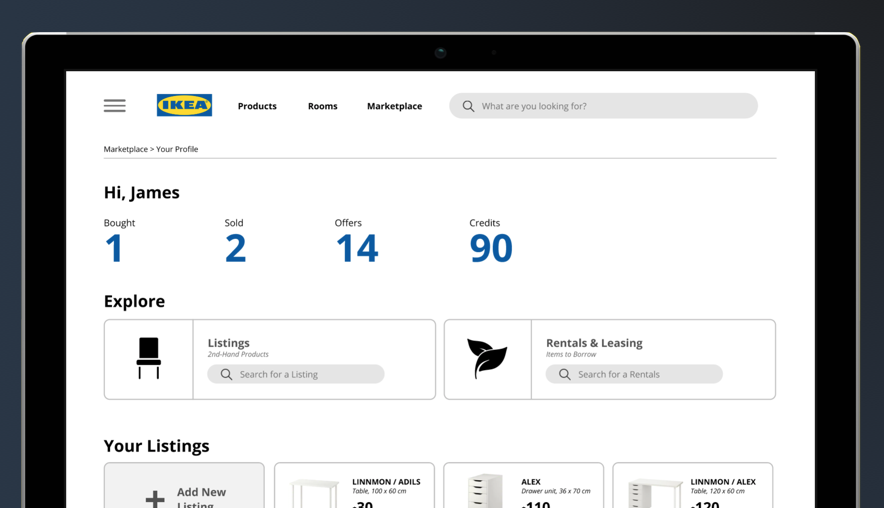 IKEA
Products Rooms Marketplace What are you looking for?
Marketplace > Your Profile
Hi, James
Bought Sold Offers Credits
1 2 14 90
Explore
Listings
2nd-Hand Products
Search for a Listing
Rentals & Leasing
Items to Borrow
Search for a Rentals
Your Listings
Add New
Listing
LINNMON / ADILS
Table, 100 x 60 cm
-30
ALEX
Drawer unit, 36 x 70 cm
-110
LINNMON / ALEX
Table, 120 x 60 cm
-120